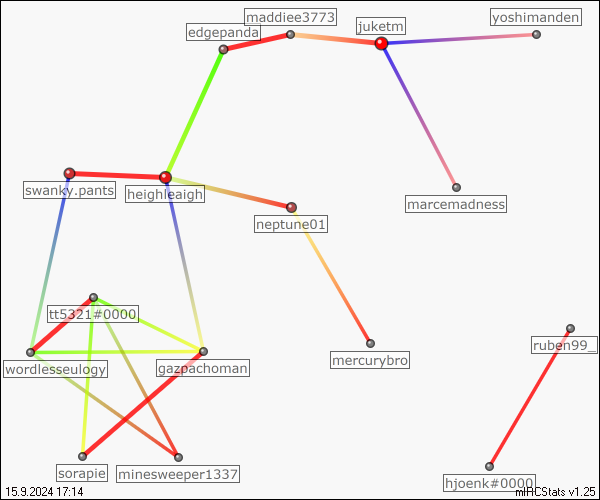 maddiee3773
yoshimanden
juketm
edgepanda
swanky.pants
heighleaigh
marcemadness
neptune01
tt5321#0000
ruben99_
mercurybro
wordlesseulogy
gazpachoman
sorapie
minesweeper1337
hjoenk#0000
15.9.2024 17:14
mIRCStats v1.25